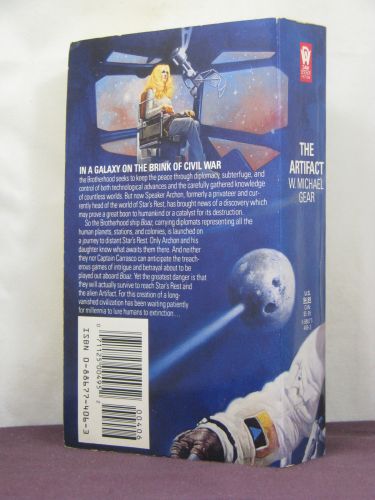 IN A GALAXY ON THE BRINK OF CIVIL WAR
the Brotherhood seeks to keep the peace through diplomacy, subterfuge, and
control of both technological advances and the carefully gathered knowledge
of countless worlds. But now Speaker Archon, formerly a privateer and cur-
rently head of the world of Star's Rest, has brought news of a discovery which
may prove a great boon to humankind or a catalyst for its destruction.
So the Brotherhood ship Boaz, carrying diplomats representing all the
human planets, stations, and colonies, is launched on
a journey to distant Star's Rest. Only Archon and his
daughter know what awaits them there. And neither
they nor Captain Carrasco can anticipate the treach-
erous games of intrigue and betrayal about to be
played out aboard Boaz. Yet the greatest danger is that
they will actually survive to reach Star's Rest and
the alien Artifact. For this creation of a long-
vanished civilization has been waiting patiently
for millennia to lure humans to extinction...
ISBN 0-88677-406-3
00406
THE
ARTIFACT
W. MICHAEL
GEAR